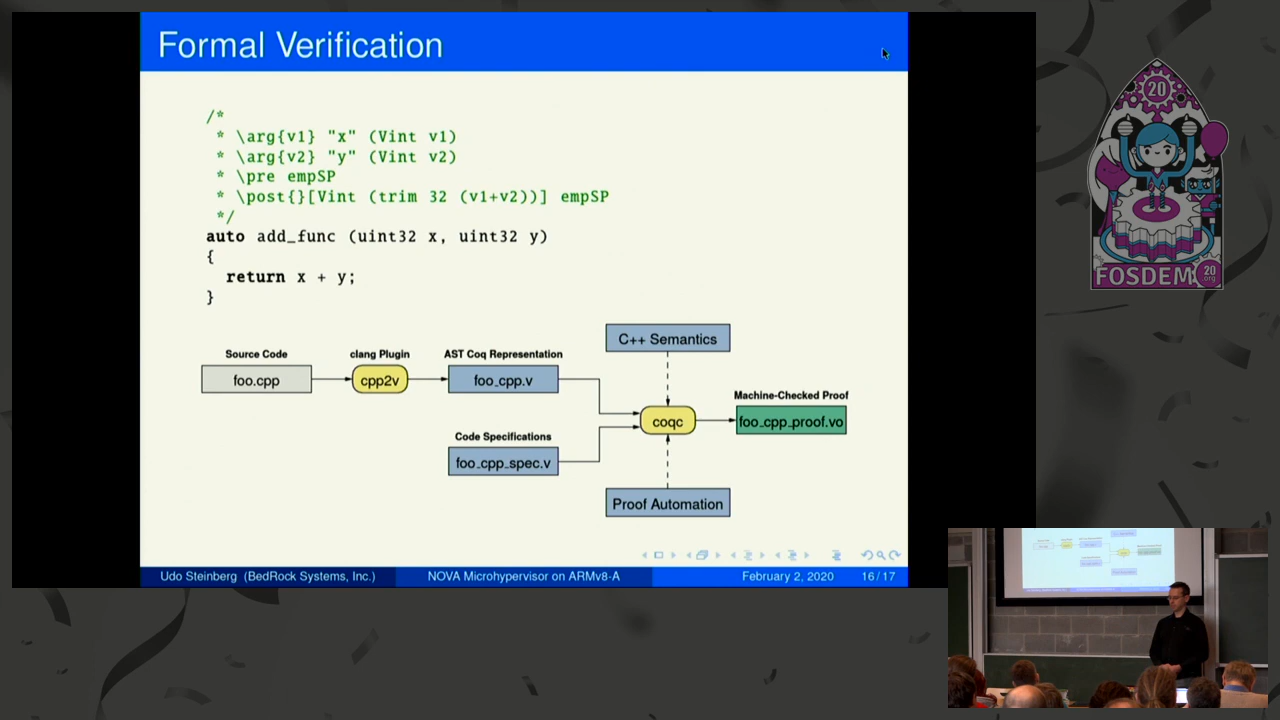 Formal Verification
/*
* \arg{v1} "x" (Vint v1)
* \arg{v2} "y" (Vint v2)
* \pre empSP
* \post{}[Vint (trim 32 (v1+v2))] empSP
*/
auto add_func (uint32 x, uint32 y)
{
return x + y;
}
C++ Semantics
Source Code
clang Plugin
AST Coq Representation
foo.cpp
cpp2v
foo_cpp.v
Machine-Checked Proof
coqc
foo_cpp_proof.vo
Code Specifications
foo_cpp_spec.v
Proof Automation
Udo Steinberg (BedRock Systems, Inc.)
NOVA Microhypervisor on ARMv8-A
February 2, 2020
16/17
20
FOSDEM
20
.org